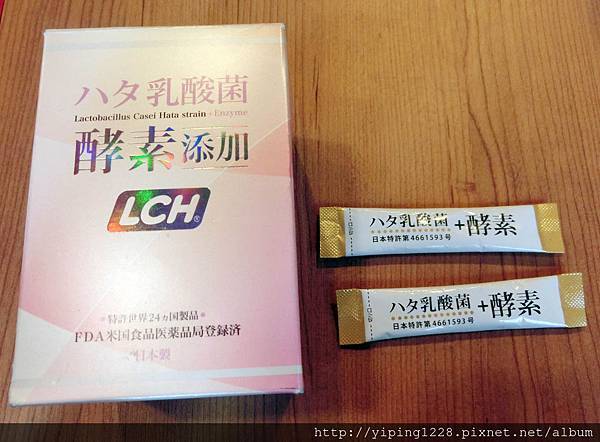 ハタ乳酸菌
Lactobacillus Casei Hata strain+Enzyme
酵素添加
LCH®
特許世界24ヵ国製品
FDA米国食品医薬品局登録済
日本製
ハタ乳酸菌+酵素
日本特許第4661593号
ハタ乳酸菌+酵素
日本特許第4661593号
http://yiping1228.pixnet.net/album